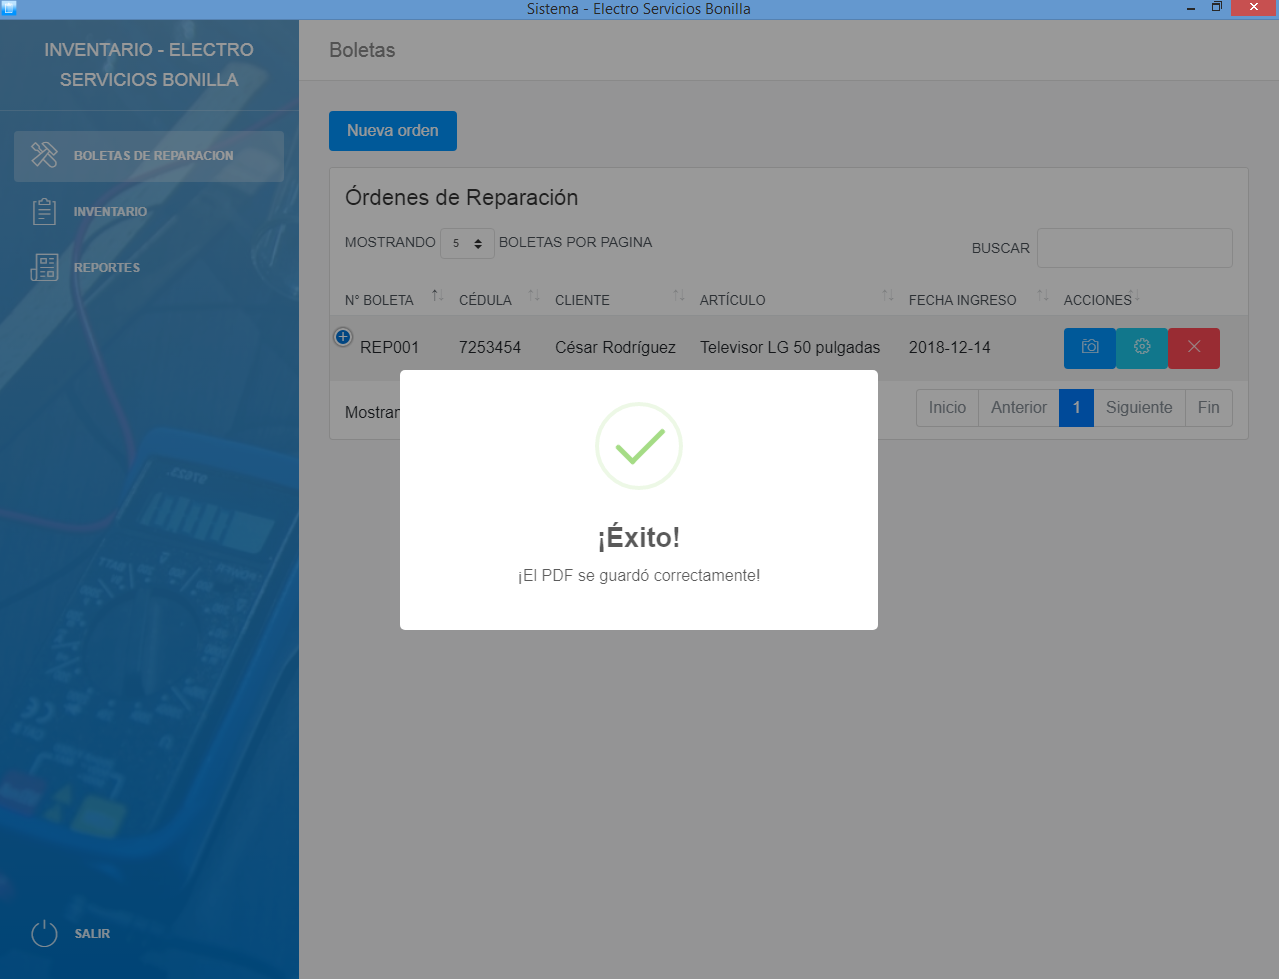 Sistema - Electro Servicios Bonilla
INVENTARIO - ELECTRO
SERVICIOS BONILLA
BOLETAS DE REPARACION
INVENTARIO
REPORTES
SALIR
Boletas
Nueva orden
Órdenes de Reparación
MOSTRANDO 5 BOLETAS POR PAGINA
BUSCAR
N° BOLETA CÉDULA CLIENTE ARTÍCULO FECHA INGRESO ACCIONES
REP001 7253454 César Rodríguez Televisor LG 50 pulgadas 2018-12-14
Inicio Anterior 1 Siguiente Fin
¡Éxito!
¡El PDF se guardó correctamente!